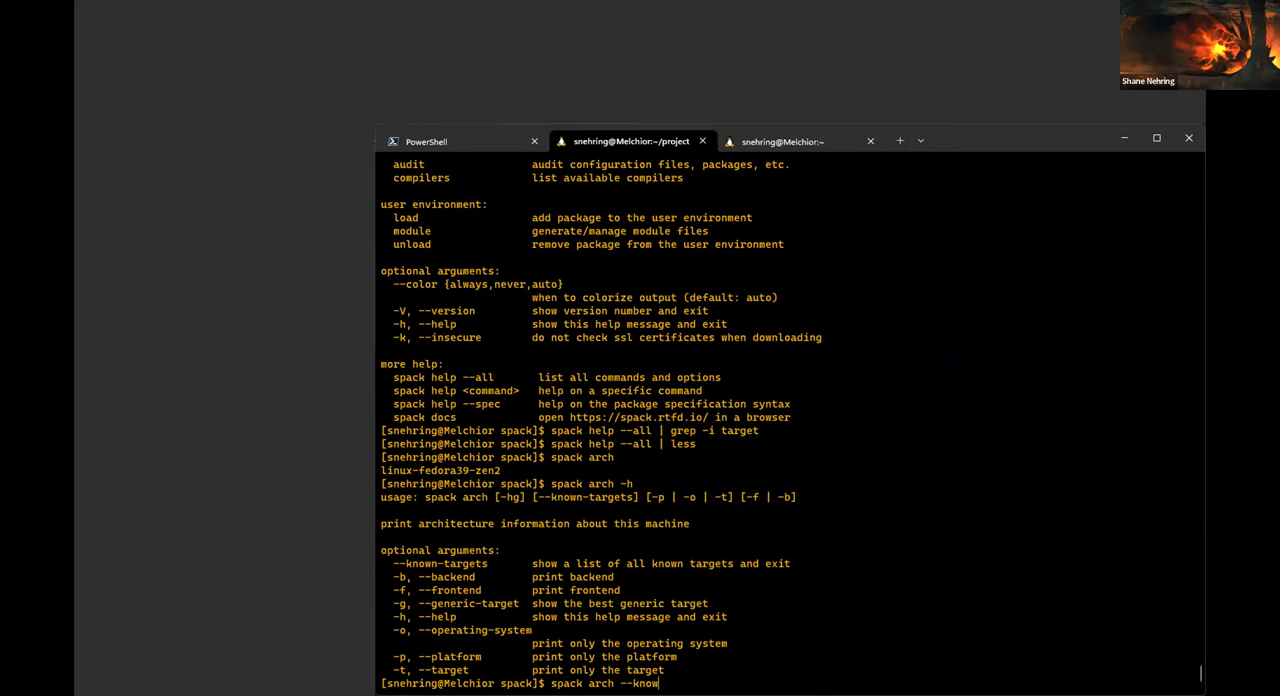 Shane Nehring
PowerShell
snehring@Melchior:~/project
snehring@Melchior:~
audit audit configuration files, packages, etc.
compilers list available compilers
user environment:
load add package to the user environment
module generate/manage module files
unload remove package from the user environment
optional arguments:
--color {always,never,auto}
when to colorize output (default: auto)
-V, --version show version number and exit
-h, --help show this help message and exit
-k, --insecure do not check ssl certificates when downloading
more help:
spack help --all list all commands and options
spack help <command> help on a specific command
spack help --spec help on the package specification syntax
spack docs open https://spack.rtfd.io/ in a browser
[snehring@Melchior spack]$ spack help --all | grep -i target
[snehring@Melchior spack]$ spack help --all | less
[snehring@Melchior spack]$ spack arch
linux-fedora39-zen2
[snehring@Melchior spack]$ spack arch -h
usage: spack arch [-hg] [--known-targets] [-p | -o | -t] [-f | -b]
print architecture information about this machine
optional arguments:
--known-targets show a list of all known targets and exit
-b, --backend print backend
-f, --frontend print frontend
-g, --generic-target show the best generic target
-h, --help show this help message and exit
-o, --operating-system
print only the operating system
-p, --platform print only the platform
-t, --target print only the target
[snehring@Melchior spack]$ spack arch --know